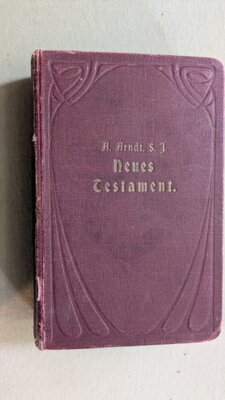 A. Arndt, S. J.
Neues
Testament.